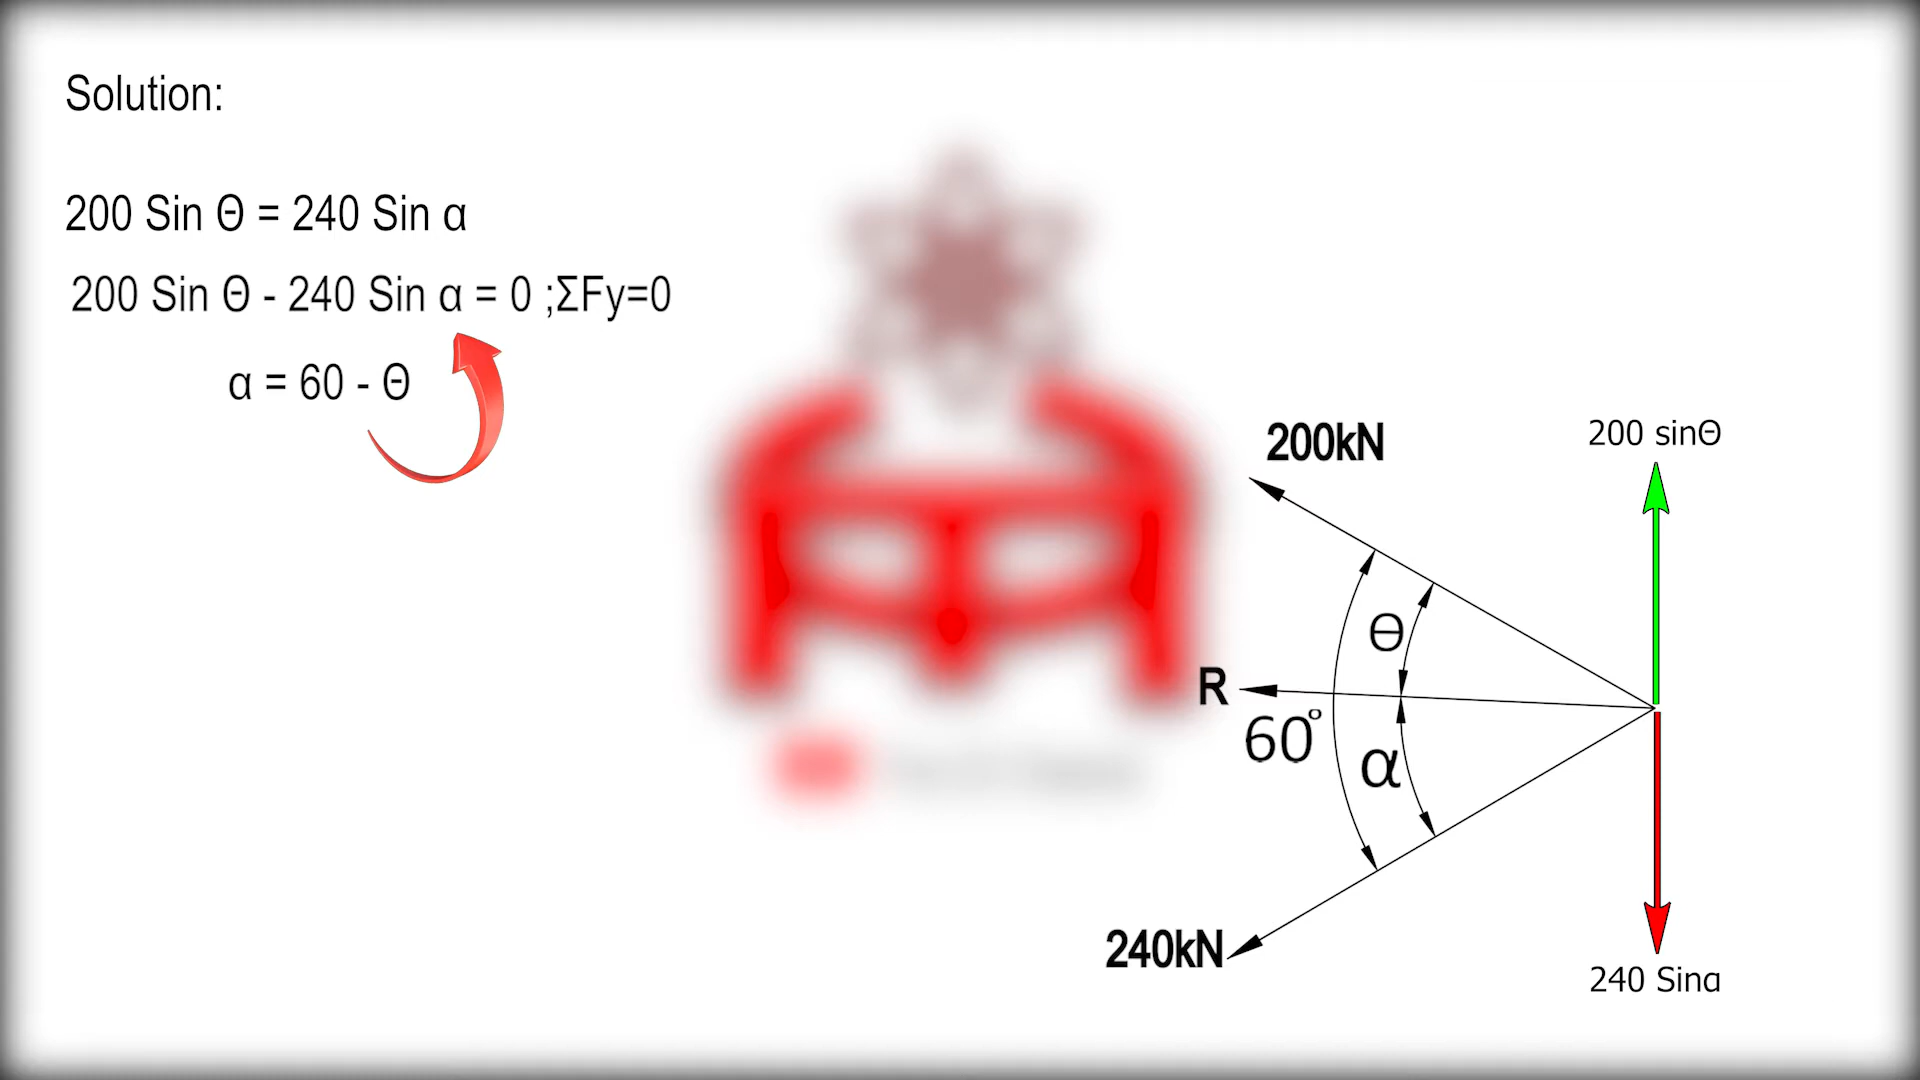 Solution:
200 Sin Θ = 240 Sin α
200 Sin Θ - 240 Sin α = 0 ;ΣFy=0
α = 60 - Θ
200kN
200 sinΘ
Θ
R
60°
α
240kN
240 Sinα